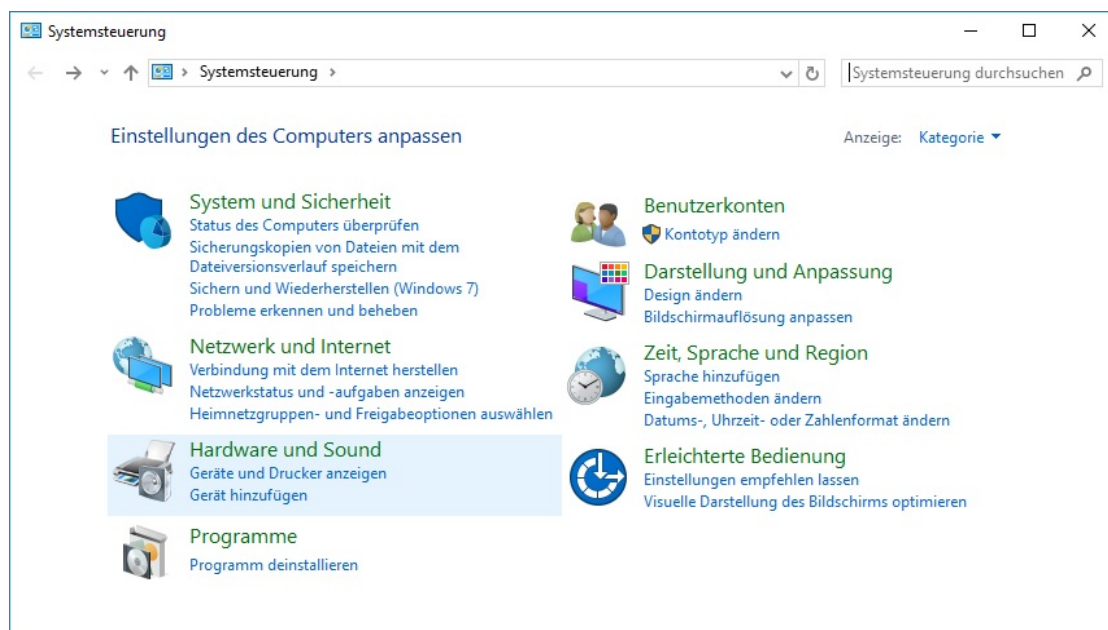 Systemsteuerung
Systemsteuerung
Systemsteuerung durchsuchen
Einstellungen des Computers anpassen
Anzeige: Kategorie
System und Sicherheit
Status des Computers überprüfen
Sicherungskopien von Dateien mit dem
Dateiversionsverlauf speichern
Sichern und Wiederherstellen (Windows 7)
Probleme erkennen und beheben
Netzwerk und Internet
Verbindung mit dem Internet herstellen
Netzwerkstatus und -aufgaben anzeigen
Heimnetzgruppen- und Freigabeoptionen auswählen
Hardware und Sound
Geräte und Drucker anzeigen
Gerät hinzufügen
Programme
Programm deinstallieren
Benutzerkonten
Kontotyp ändern
Darstellung und Anpassung
Design ändern
Bildschirmauflösung anpassen
Zeit, Sprache und Region
Sprache hinzufügen
Eingabemethoden ändern
Datums-, Uhrzeit- oder Zahlenformat ändern
Erleichterte Bedienung
Einstellungen empfehlen lassen
Visuelle Darstellung des Bildschirms optimieren